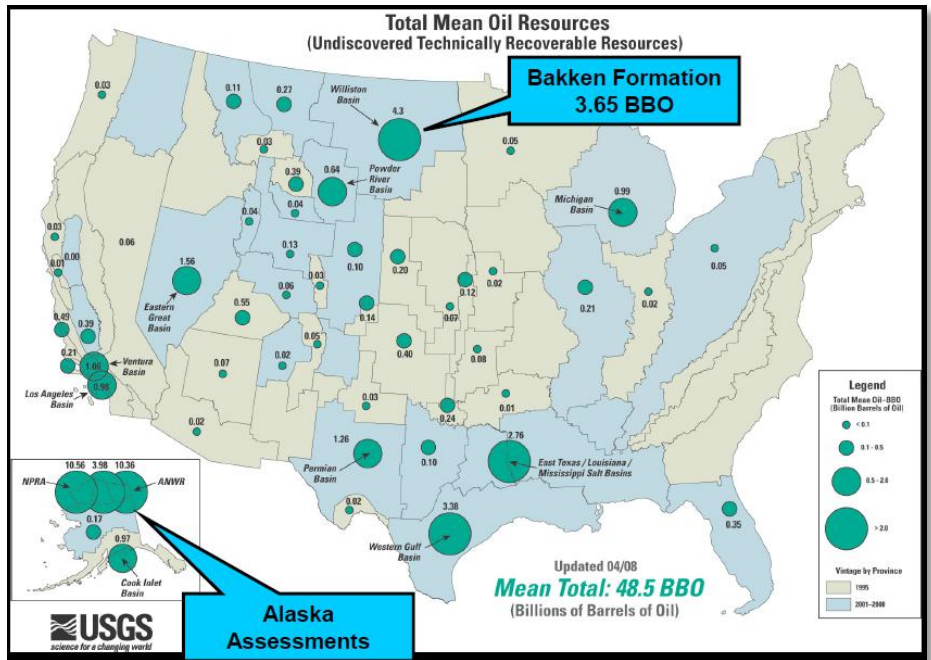 Total Mean Oil Resources
(Undiscovered Technically Recoverable Resources)
Bakken Formation
3.65 BBO
0.03
0.11
0.27
Williston
Basin
4.3
0.05
0.03
0.39
0.64
Powder
River
Basin
0.04
0.04
0.99
Michigan
Basin
0.03
0.00
0.01
0.06
1.56
Eastern
Great
Basin
0.13
0.06
0.03
0.10
0.14
0.20
0.12
0.02
0.07
0.21
0.02
0.05
0.49
0.39
0.21
1.06
Ventura
Basin
0.98
Los Angeles
Basin
0.55
0.07
0.02
0.05
0.02
0.40
0.08
0.03
0.24
0.01
1.26
Permian
Basin
0.10
2.76
East Texas / Louisiana /
Mississippi Salt Basins
0.02
3.38
Western Gulf
Basin
0.35
10.56
3.98
10.36
NPRA
ANWR
0.17
0.97
Cook Inlet
Basin
Alaska
Assessments
Updated 04/08
Mean Total: 48.5 BBO
(Billions of Barrels of Oil)
Legend
Total Mean Oil-BBO
(Billion Barrels of Oil)
< 0.1
0.1 - 0.5
0.5 - 2.0
> 2.0
Vintage by Province
1995
2001-2008
USGS
science for a changing world